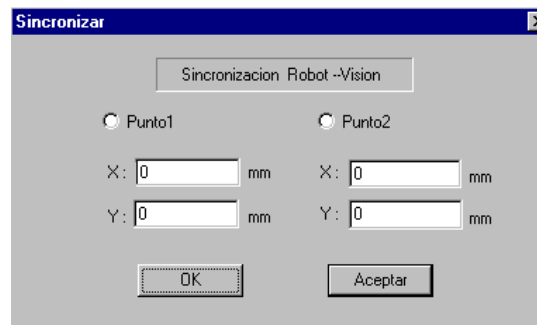 Sincronizar
Sincronizacion Robot --Vision
Punto1 Punto2
X: 0 mm X: 0 mm
Y: 0 mm Y: 0 mm
OK Aceptar